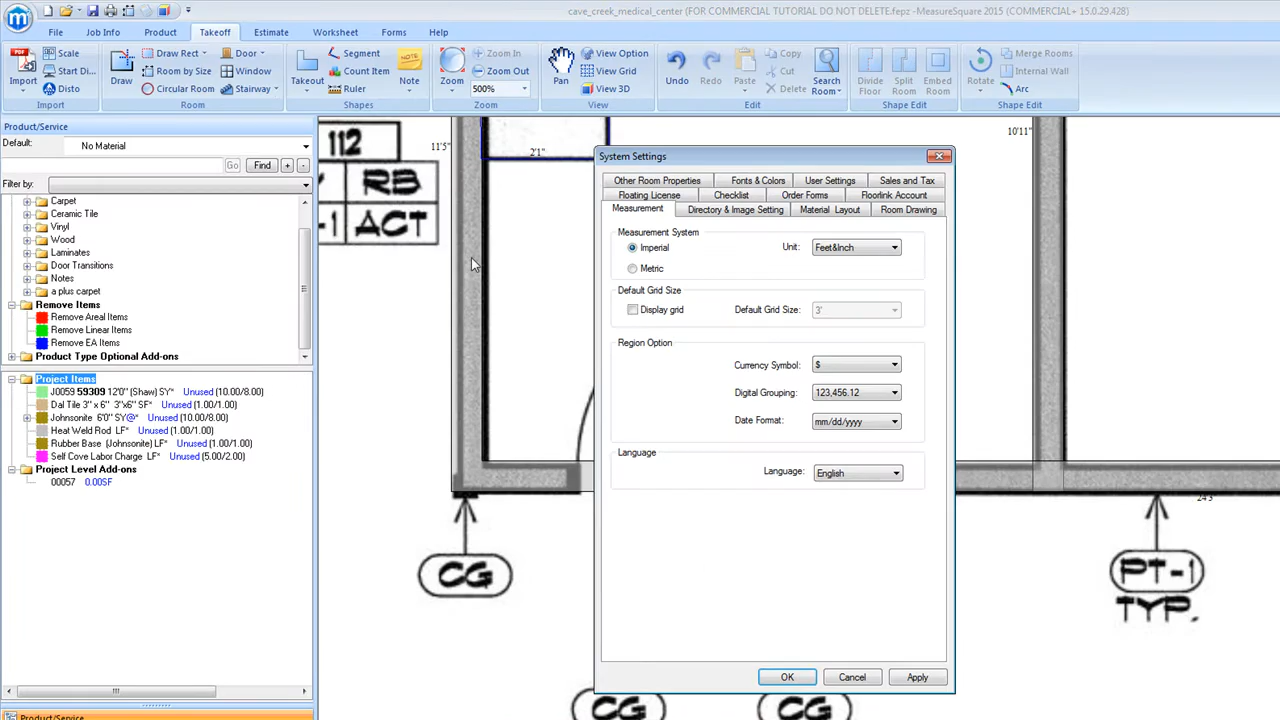 cave_creek_medical_center (FOR COMMERCIAL TUTORIAL DO NOT DELETE.fepz - MeasureSquare 2015 (COMMERCIAL+ 15.0.29.428)
File Job Info Product Takeoff Estimate Worksheet Forms Help
Import Scale Start Di... Disto Import
Draw Draw Rect Room by Size Circular Room Door Window Stairway Room
Takeout Segment Count Item Ruler Note Shapes
Zoom Zoom In Zoom Out 500% Zoom
Pan View Option View Grid View 3D View
Undo Redo Paste Copy Cut Delete Search Room Edit
Divide Floor Split Room Embed Room Shape Edit
Rotate Merge Rooms Internal Wall Arc Shape Edit
Product/Service
Default: No Material
Go Find + -
Filter by:
Carpet
Ceramic Tile
Vinyl
Wood
Laminates
Door Transitions
Notes
a plus carpet
Remove Items
Remove Areal Items
Remove Linear Items
Remove EA Items
Product Type Optional Add-ons
Project Items
J0059 59309 12'0" (Shaw) SY* Unused (10.00/8.00)
Dal Tile 3" x 6" 3"x6" SF* Unused (1.00/1.00)
Johnsonite 6'0" SY@* Unused (10.00/8.00)
Heat Weld Rod LF* Unused (1.00/1.00)
Rubber Base (Johnsonite) LF* Unused (1.00/1.00)
Self Cove Labor Charge LF* Unused (5.00/2.00)
Project Level Add-ons
00057 0.00SF
Product/Service
112
RB
ACT
11'5"
2'1"
10'11"
24'3"
CG
PT-1
TYP.
CG
CG
System Settings
Other Room Properties Fonts & Colors User Settings Sales and Tax
Floating License Checklist Order Forms Floorlink Account
Measurement Directory & Image Setting Material Layout Room Drawing
Measurement System
Imperial Unit: Feet&Inch
Metric
Default Grid Size
Display grid Default Grid Size: 3'
Region Option
Currency Symbol: $
Digital Grouping: 123,456.12
Date Format: mm/dd/yyyy
Language
Language: English
OK Cancel Apply